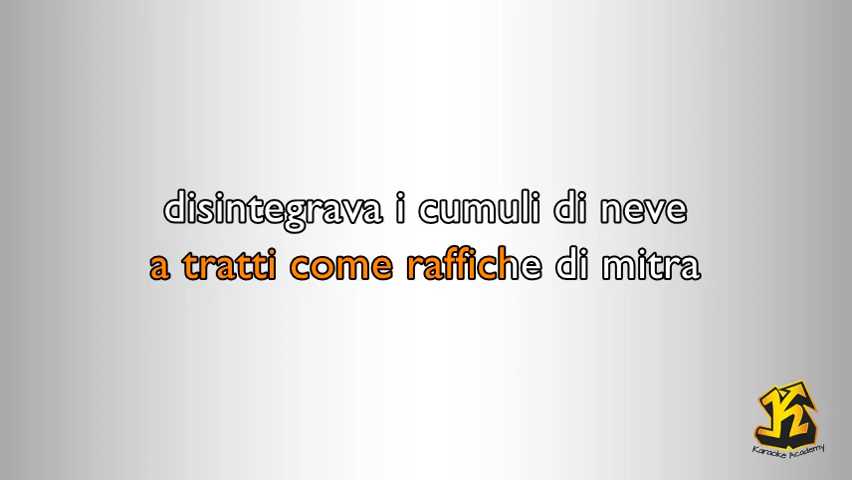 disintegrava i cumuli di neve
a tratti come raffiche di mitra
K
Karaoke Academy